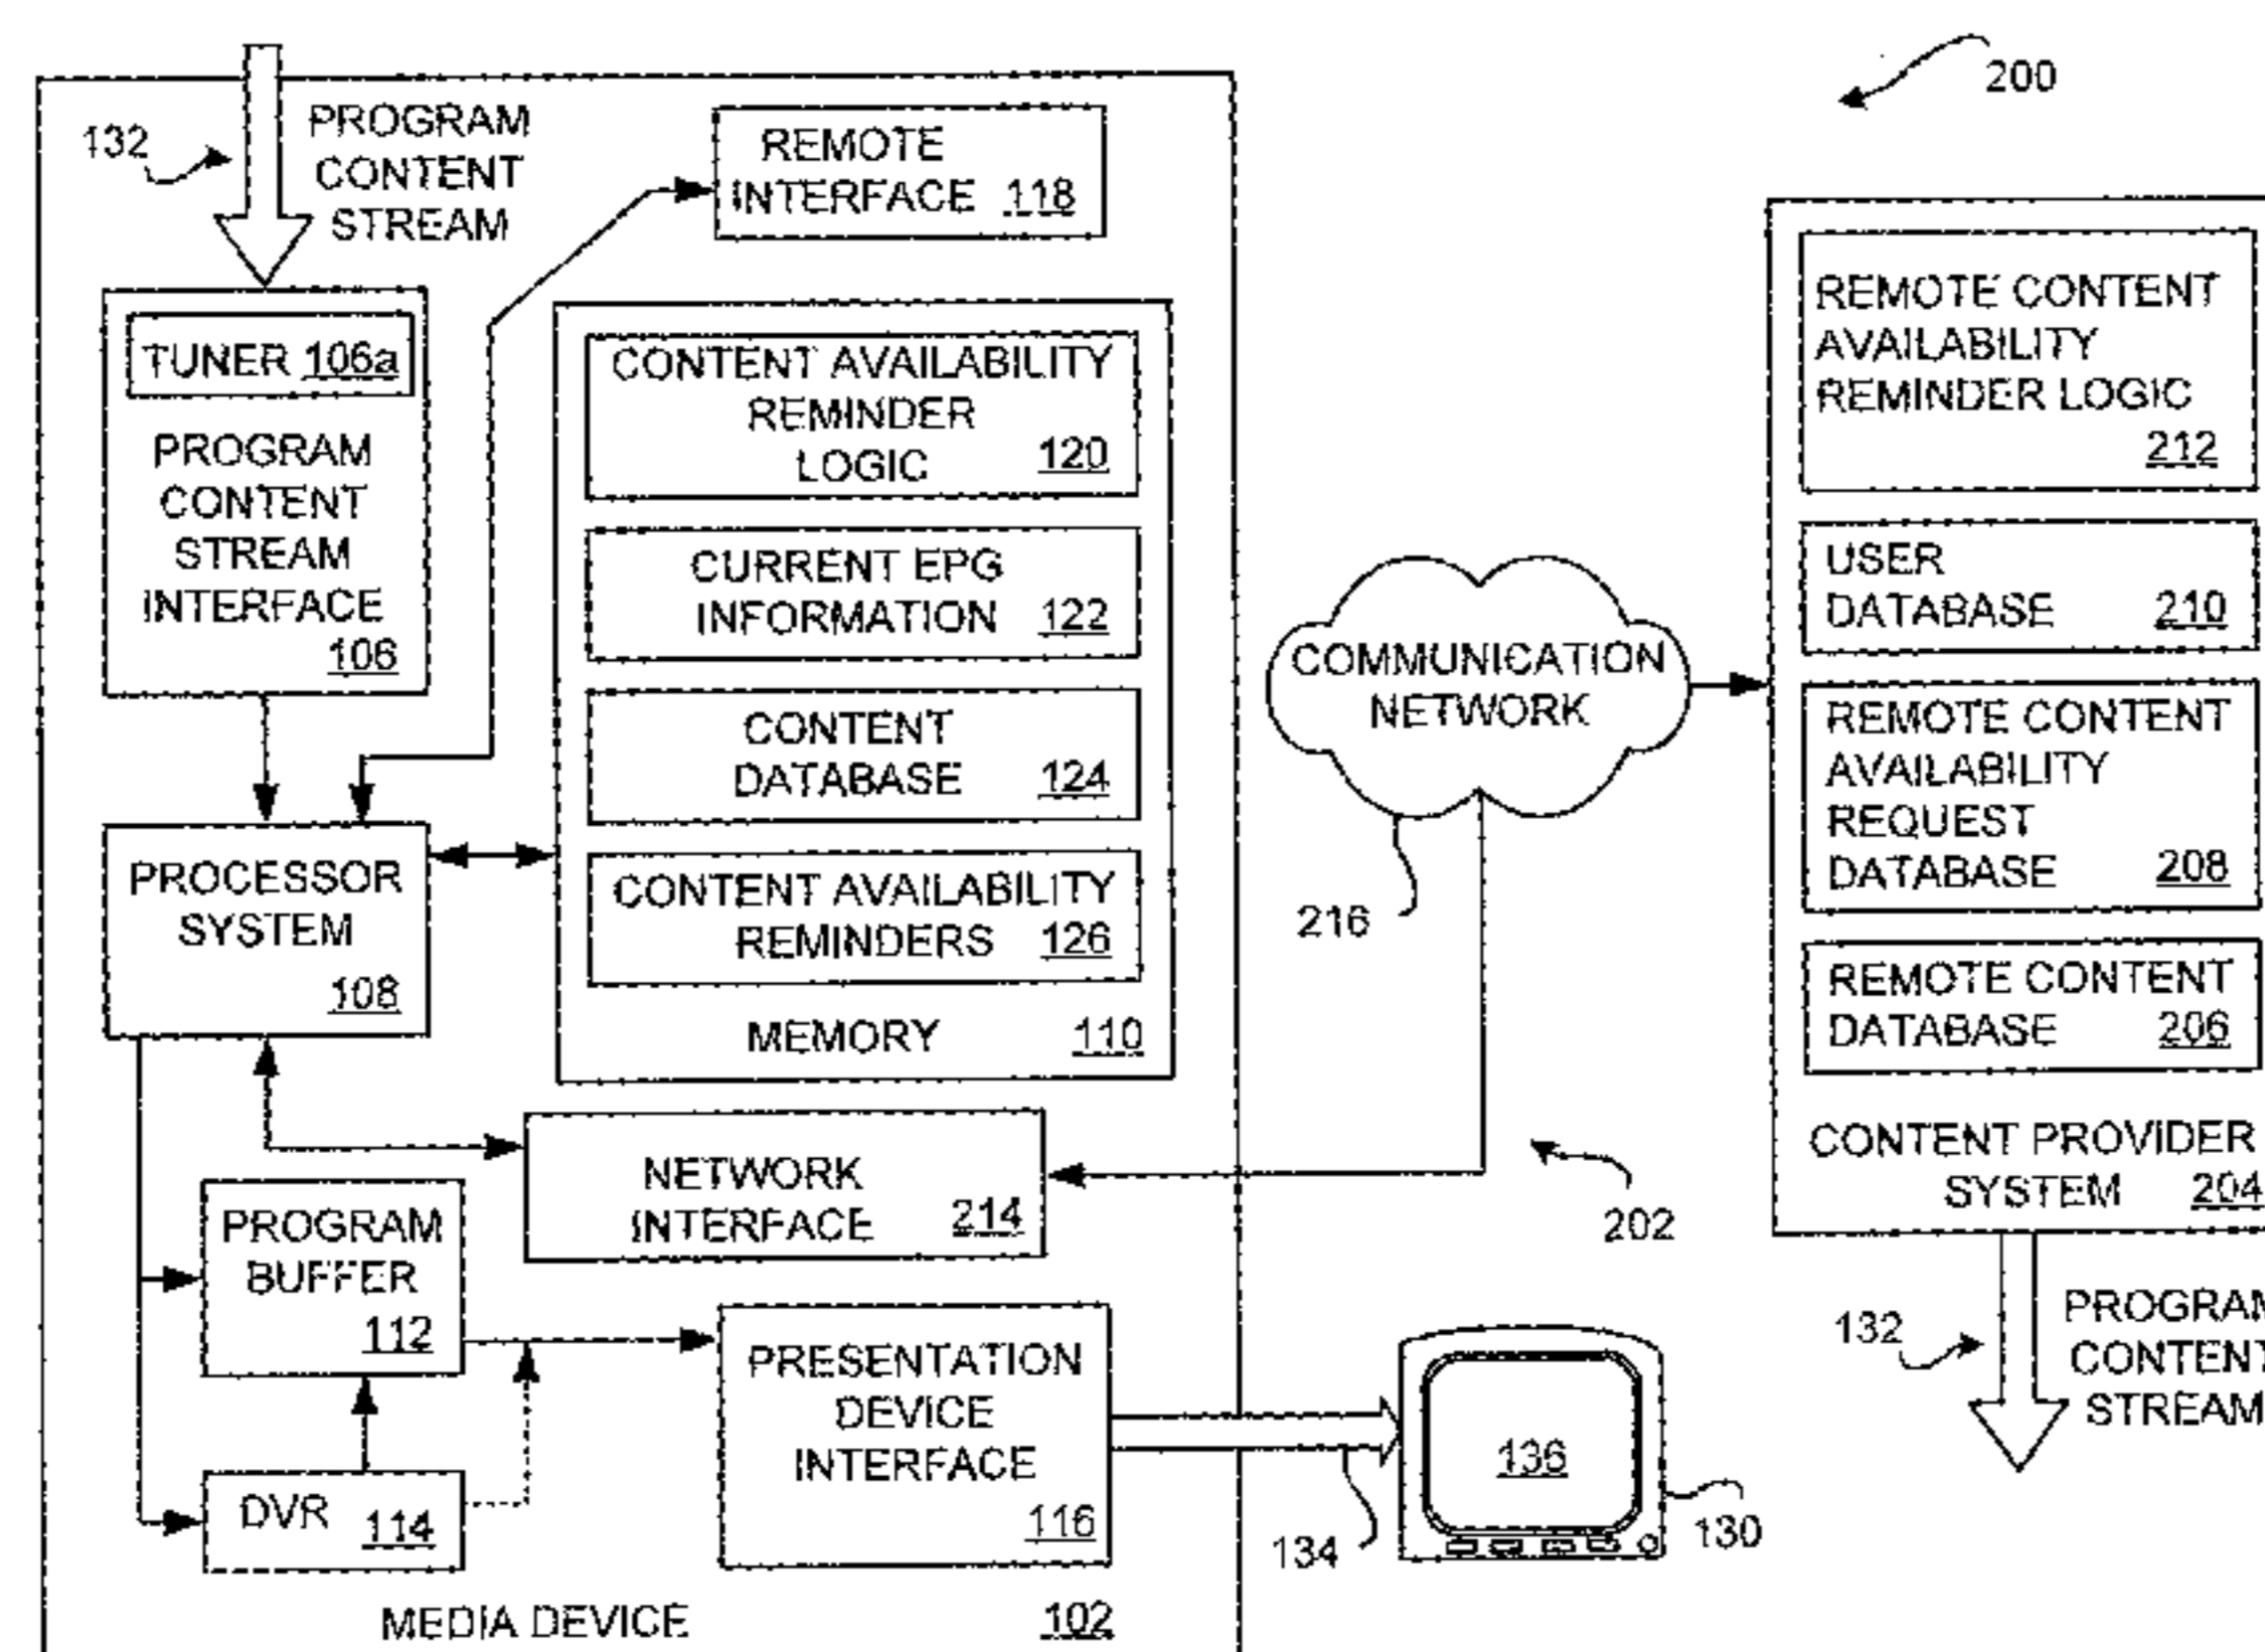 200
132
PROGRAM
CONTENT
STREAM
REMOTE
INTERFACE 118
TUNER 106a
PROGRAM
CONTENT
STREAM
INTERFACE
106
CONTENT AVAILABILITY
REMINDER
LOGIC 120
CURRENT EPG
INFORMATION 122
CONTENT
DATABASE 124
CONTENT AVAILABILITY
REMINDERS 126
MEMORY 110
PROCESSOR
SYSTEM
108
NETWORK
INTERFACE 214
PROGRAM
BUFFER
112
DVR 114
PRESENTATION
DEVICE
INTERFACE
116
MEDIA DEVICE 102
COMMUNICATION
NETWORK
216
202
134
136
130
REMOTE CONTENT
AVAILABILITY
REMINDER LOGIC
212
USER
DATABASE 210
REMOTE CONTENT
AVAILABILITY
REQUEST
DATABASE 208
REMOTE CONTENT
DATABASE 206
CONTENT PROVIDER
SYSTEM 204
132
PROGRAM
CONTENT
STREAM